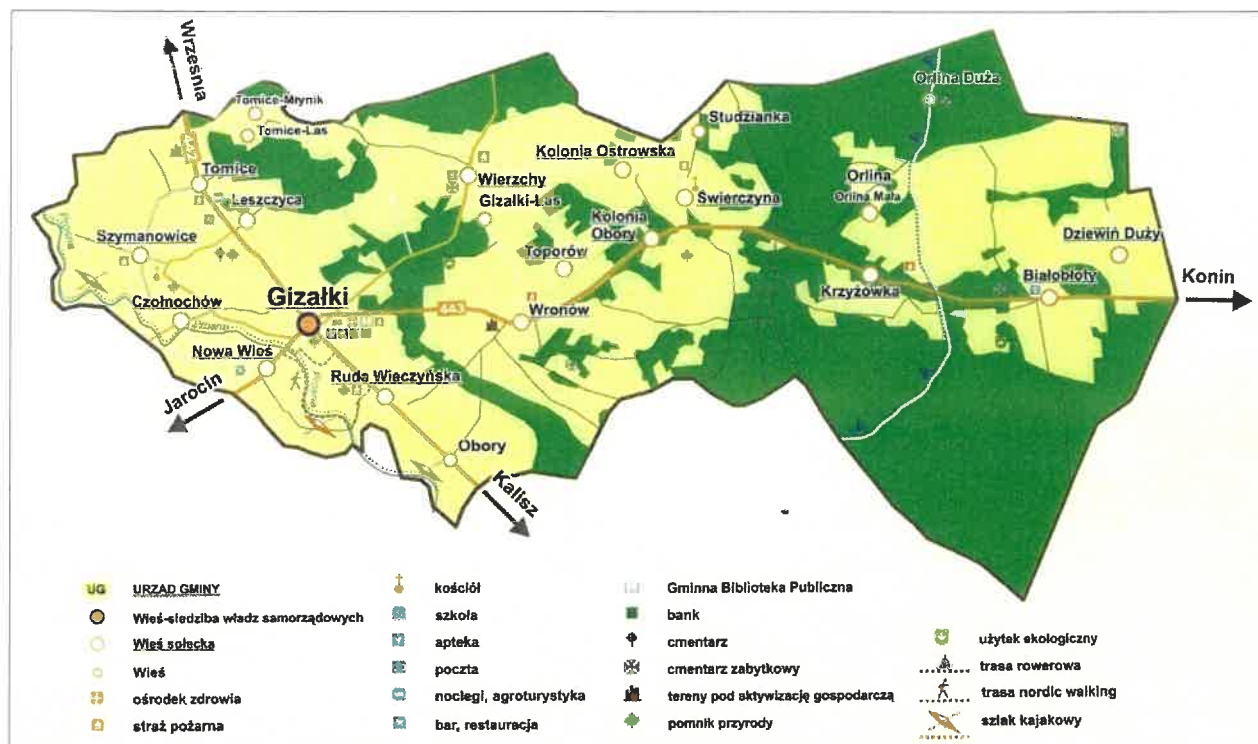 Września
Tomice-Młynik
Tomice-Las
Tomice
Leszczyca
Szymanowice
Czołnochów
Gizałki
Nowa Wieś
Jarocin
Ruda Wieczyńska
Obory
Kalisz
Wierzchy
Gizałki-Las
Kolonia Ostrowska
Studzianka
Świerczyna
Kolonia
Obory
Toporów
443
Wronów
Orlina Duża
Orlina
Orlina Mała
Krzyżówka
Białobłoty
Dziewiń Duży
Konin
Prosna
UG URZĄD GMINY
Wieś-siedziba władz samorządowych
Wieś sołecka
Wieś
ośrodek zdrowia
straż pożarna
kościół
szkoła
apteka
poczta
noclegi, agroturystyka
bar, restauracja
Gminna Biblioteka Publiczna
bank
cmentarz
cmentarz zabytkowy
tereny pod aktywizację gospodarczą
pomnik przyrody
użytek ekologiczny
trasa rowerowa
trasa nordic walking
szlak kajakowy